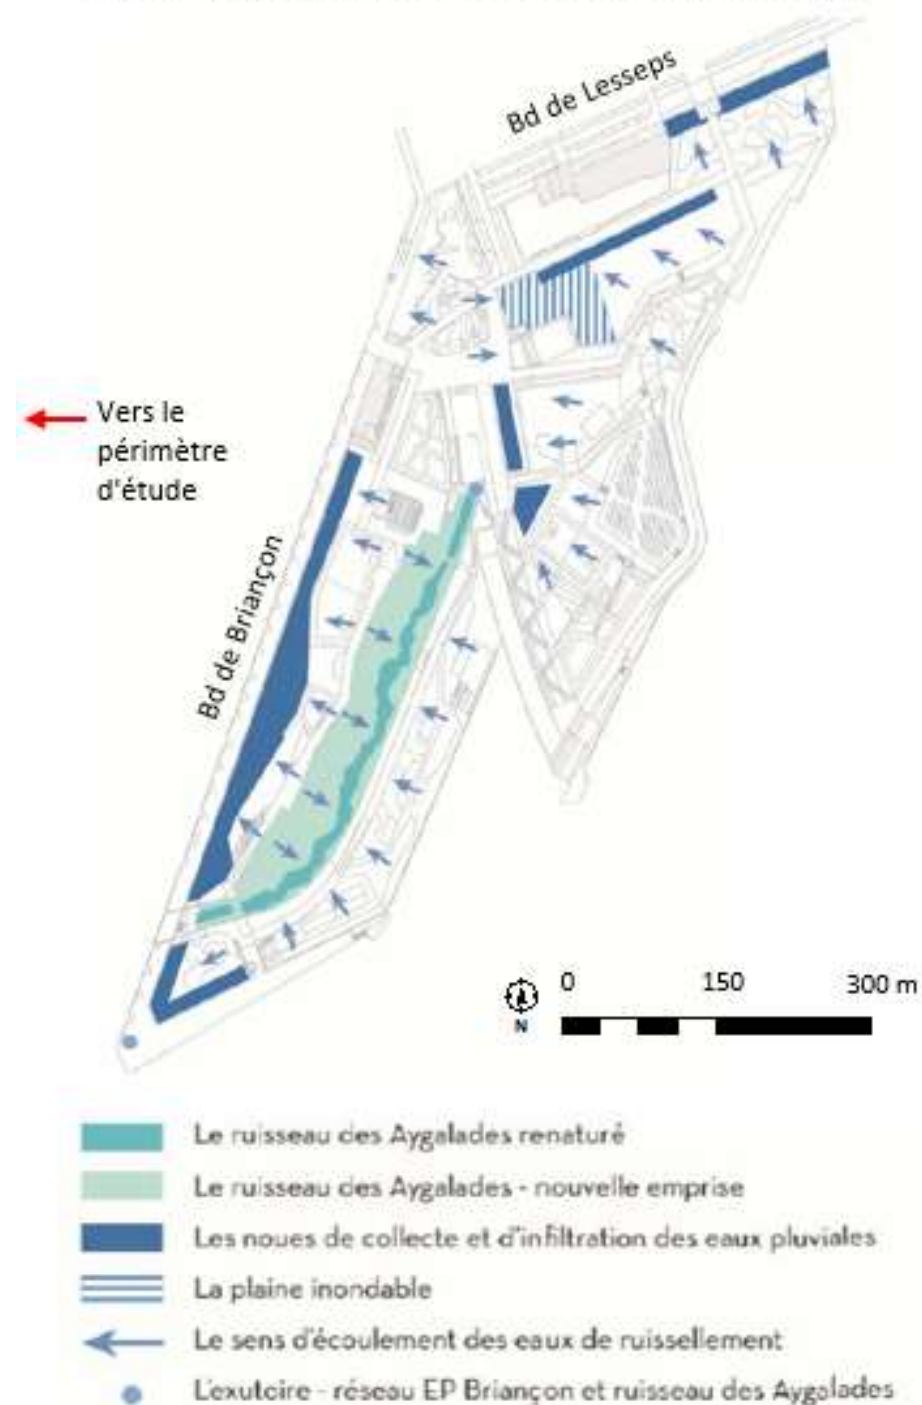 Bd de Lesseps
Vers le
périmètre
d'étude
Bd de Briançon
0 150 300 m
N
Le ruisseau des Aygalades renaturé
Le ruisseau des Aygalades - nouvelle emprise
Les noues de collecte et d'infiltration des eaux pluviales
La plaine inondable
Le sens d'écoulement des eaux de ruissellement
L'exutoire - réseau EP Briançon et ruisseau des Aygalades